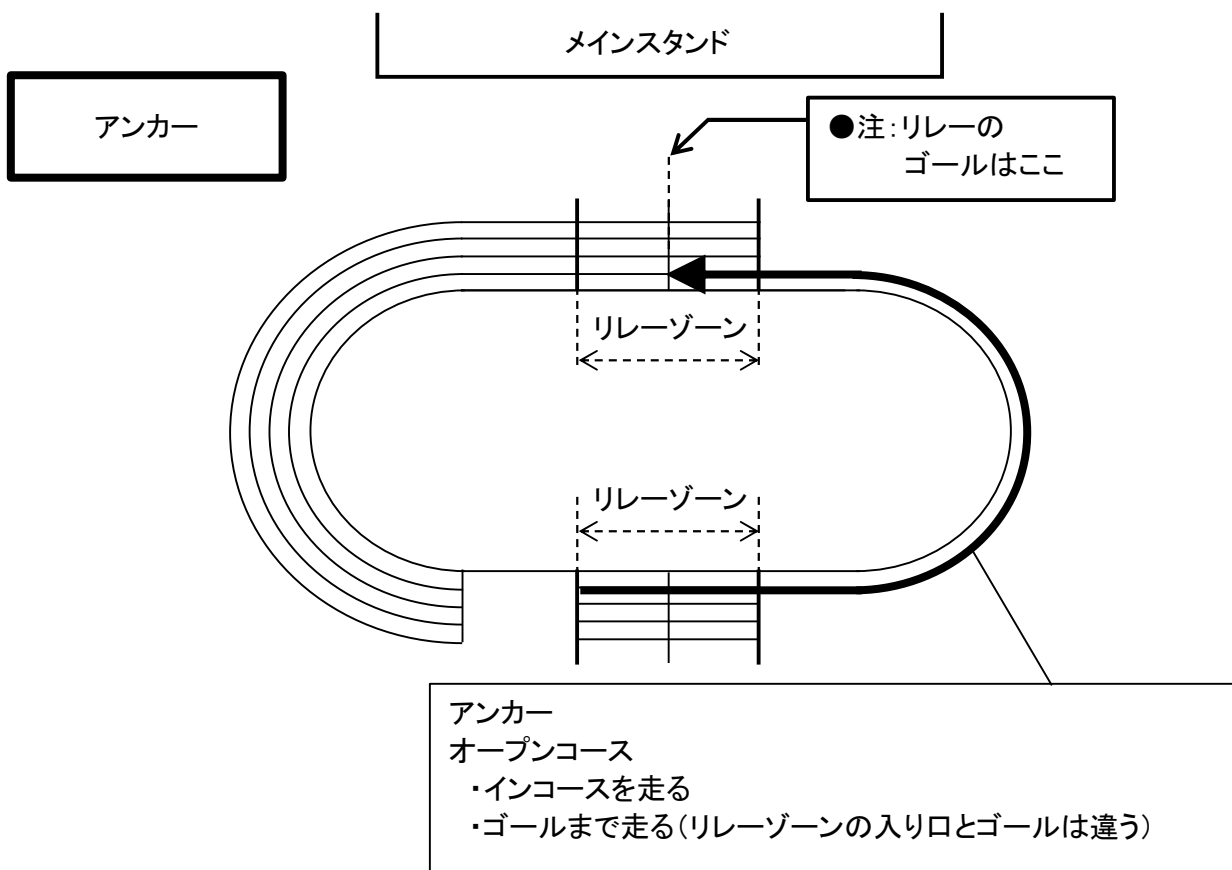 メインスタンド
アンカー
●注：リレーの
ゴールはここ
リレーゾーン
リレーゾーン
アンカー
オープンコース
・インコースを走る
・ゴールまで走る（リレーゾーンの入り口とゴールは違う）